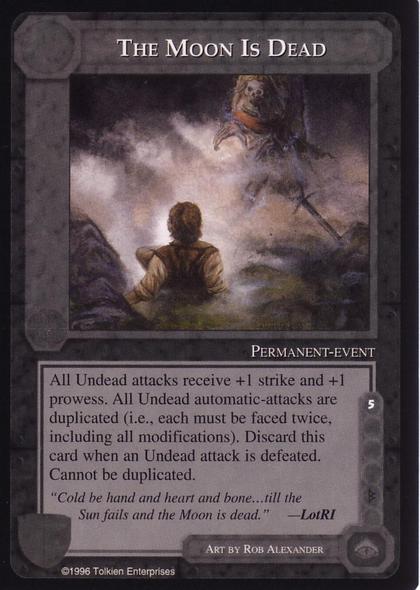 THE MOON IS DEAD
PERMANENT-EVENT
All Undead attacks receive +1 strike and +1
prowess. All Undead automatic-attacks are
duplicated (i.e., each must be faced twice,
including all modifications). Discard this
card when an Undead attack is defeated.
Cannot be duplicated.
5
“Cold be hand and heart and bone…till the
Sun fails and the Moon is dead.” —LotRI
ART BY ROB ALEXANDER
©1996 Tolkien Enterprises